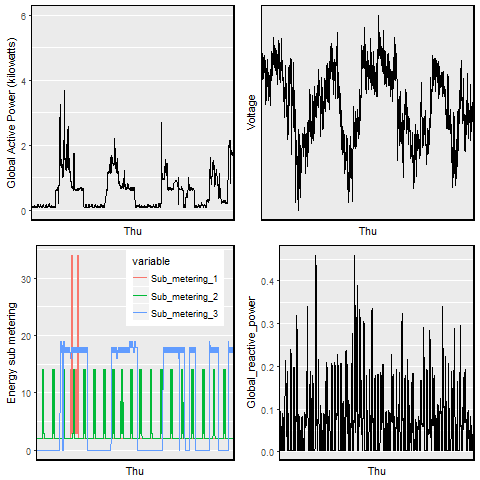 Global Active Power (kilowatts)
6
4
2
0
Thu
Voltage
Thu
Energy sub metering
30
20
10
0
variable
Sub_metering_1
Sub_metering_2
Sub_metering_3
Thu
Global_reactive_power
0.4
0.3
0.2
0.1
0.0
Thu